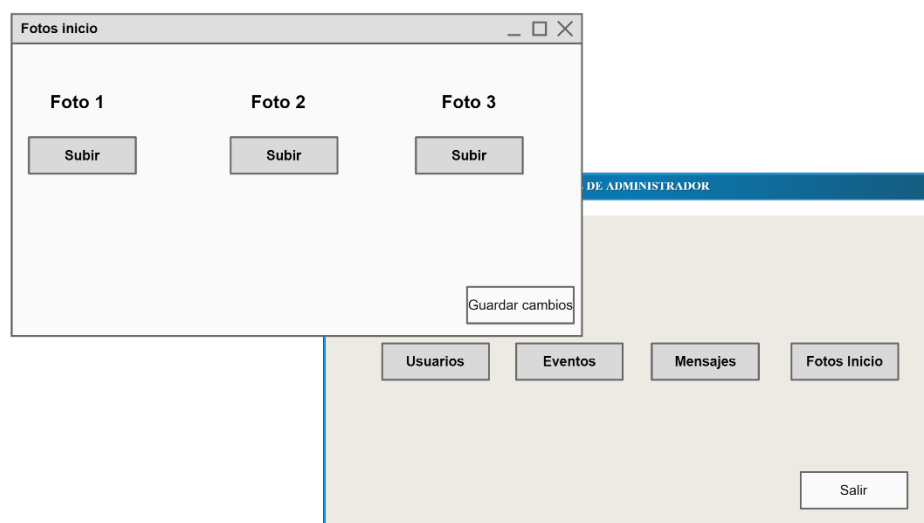 Fotos inicio
Foto 1 Foto 2 Foto 3
Subir Subir Subir
DE ADMINISTRADOR
Guardar cambios
Usuarios Eventos Mensajes Fotos Inicio
Salir